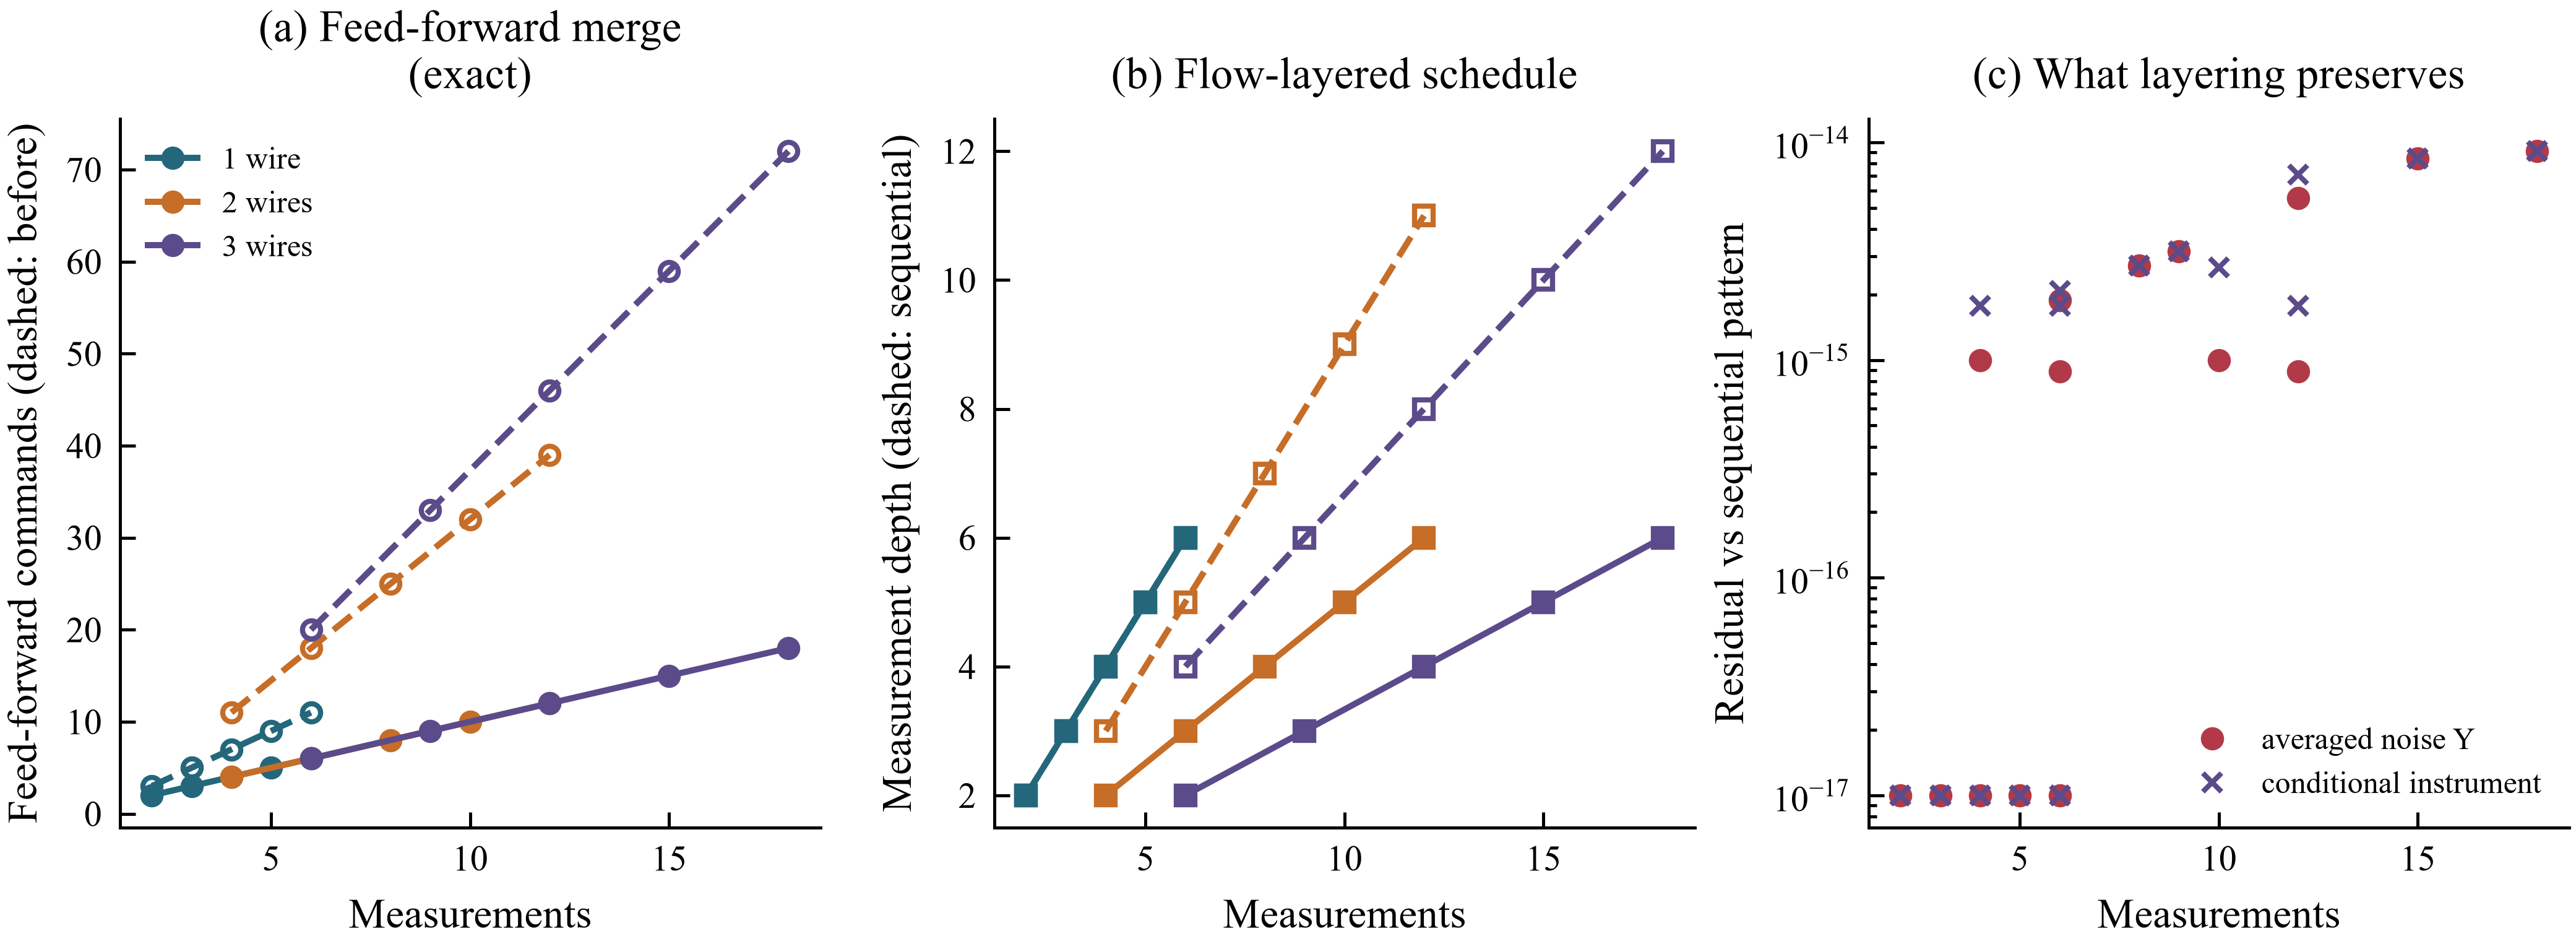 (a) Feed-forward merge
(exact)
Feed-forward commands (dashed: before)
70
60
50
40
30
20
10
0
1 wire
2 wires
3 wires
5
10
15
Measurements
(b) Flow-layered schedule
Measurement depth (dashed: sequential)
12
10
8
6
4
2
5
10
15
Measurements
(c) What layering preserves
Residual vs sequential pattern
10⁻¹⁴
10⁻¹⁵
10⁻¹⁶
10⁻¹⁷
averaged noise Y
conditional instrument
5
10
15
Measurements